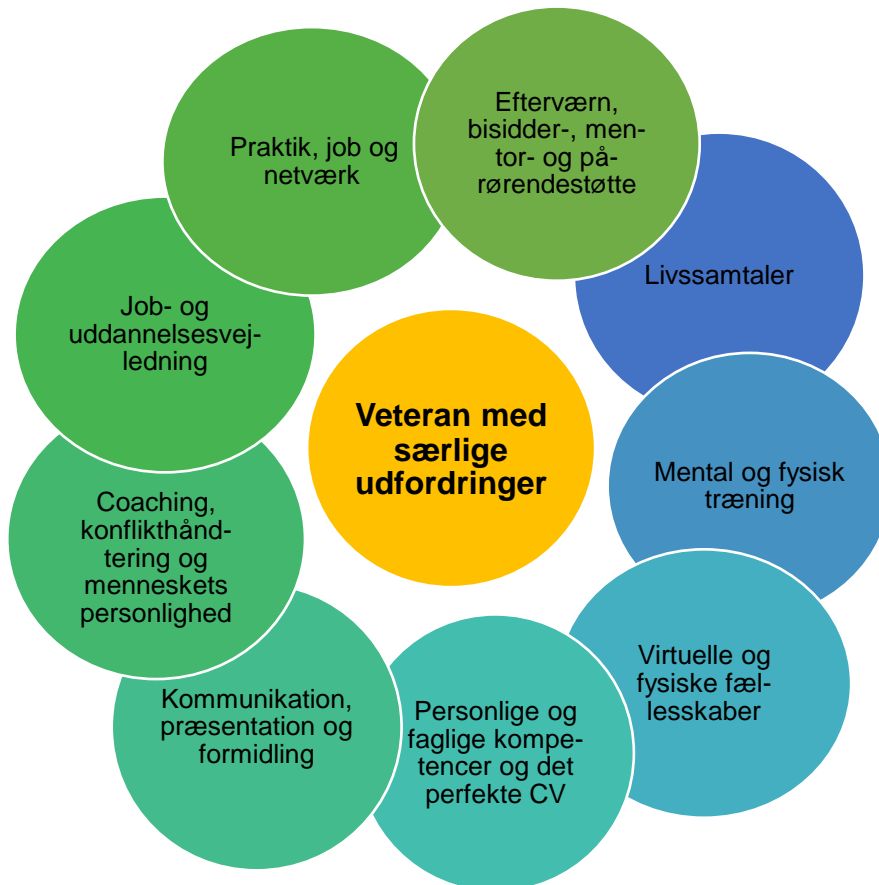 Efterværn,
bisidder-, men-
tor- og på-
rørendestøtte
Livssamtaler
Mental og fysisk
træning
Virtuelle og
fysiske fæl-
lesskaber
Personlige og
faglige kompe-
tencer og det
perfekte CV
Kommunikation,
præsentation og
formidling
Coaching,
konflikthånd-
tering og
menneskets
personlighed
Job- og
uddannelsesvej-
ledning
Praktik, job og
netværk
Veteran med
særlige
udfordringer